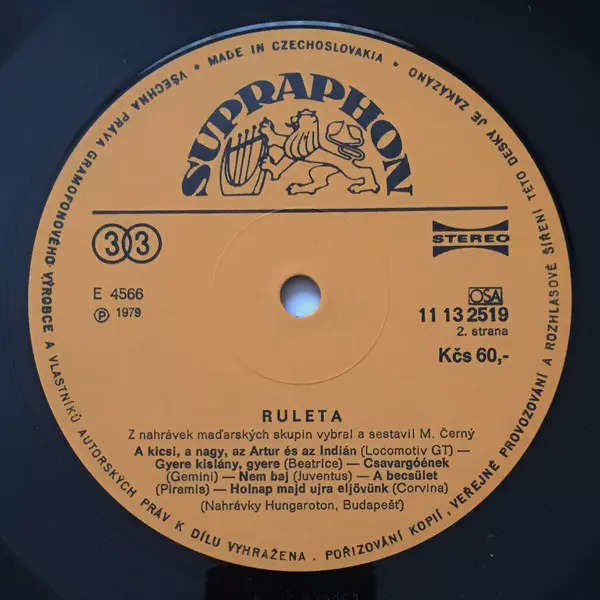 VŠECHNA PRÁVA GRAMOFONOVÉHO VÝROBCE A VLASTNÍKŮ AUTORSKÝCH PRÁV K DÍLU VYHRAŽENA . POŘIZOVÁNÍ KOPIÍ, VEŘEJNÉ PROVOZOVÁNÍ A ROZHLASOVÉ ŠÍŘENÍ TÉTO DESKY JE ZAKÁZÁNO
• MADE IN CZECHOSLOVAKIA •
SUPRAPHON
33
STEREO
E 4566
Ⓟ 1979
OSA
11 13 2519
2. strana
Kčs 60,-
RULETA
Z nahrávek maďarských skupin vybral a sestavil M. Černý
A kicsi, a nagy, az Artur és az Indián (Locomotiv GT) —
Gyere kislány, gyere (Beatrice) — Csavargóének
(Gemini) — Nem baj (Juventus) — A becsület
(Piramis) — Holnap majd ujra eljövünk (Corvina)
(Nahrávky Hungaroton, Budapešť)